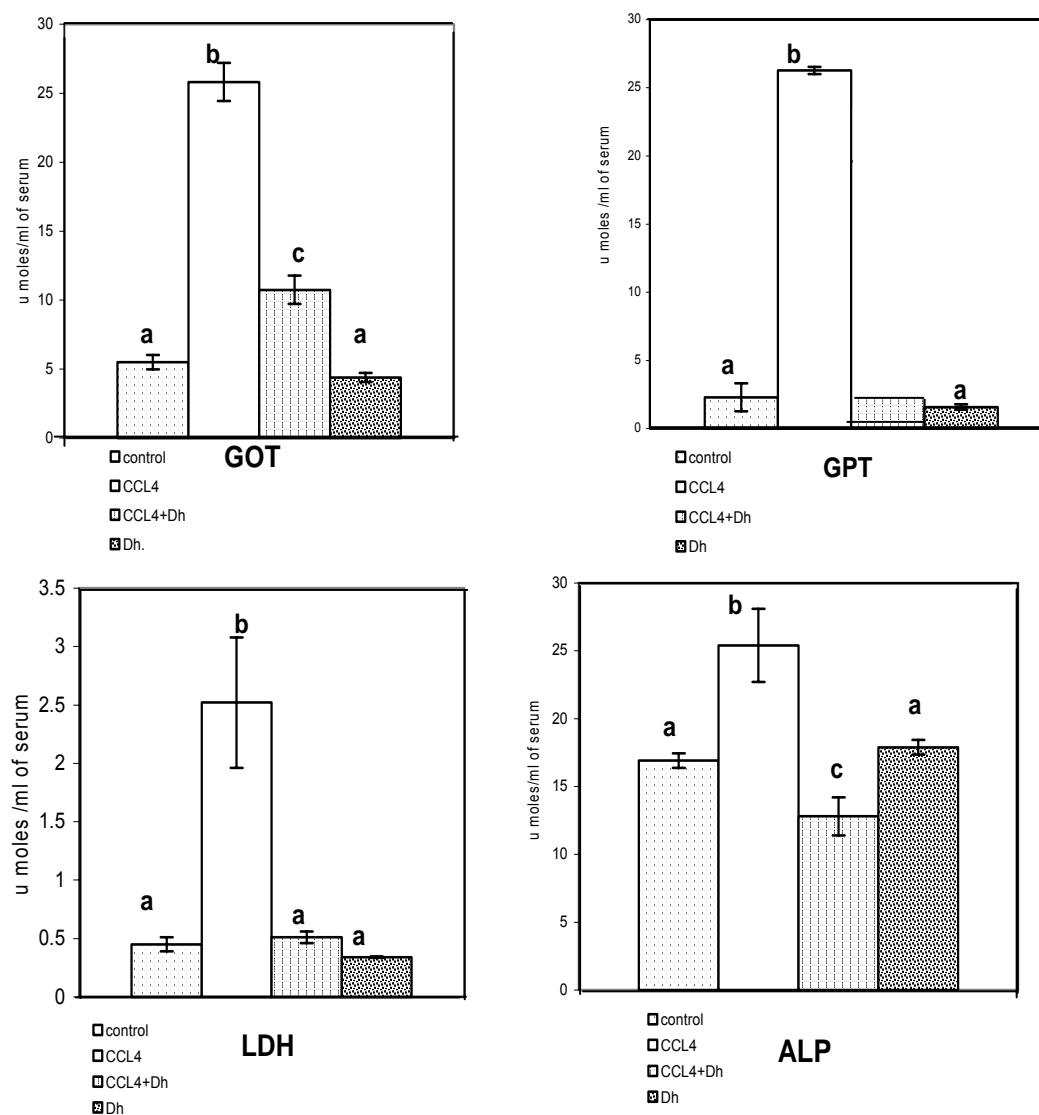 u moles/ml of serum
30
25
20
15
10
5
0
a
b
c
a
GOT
control
CCL4
CCL4+Dh
Dh.
u moles /ml of serum
30
25
20
15
10
5
0
a
b
a
GPT
control
CCL4
CCL4+Dh
Dh
u moles /ml of serum
3.5
3
2.5
2
1.5
1
0.5
0
a
b
a
a
LDH
control
CCL4
CCL4+Dh
Dh
u moles/ml of serum
30
25
20
15
10
5
0
a
b
c
a
ALP
control
CCL4
CCL4+Dh
Dh